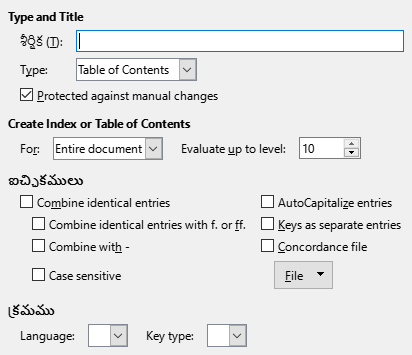 Type and Title
శీర్షిక (T):
Type: Table of Contents
Protected against manual changes
Create Index or Table of Contents
For: Entire document Evaluate up to level: 10
ఐచ్చికములు
Combine identical entries AutoCapitalize entries
Combine identical entries with f. or ff. Keys as separate entries
Combine with - Concordance file
Case sensitive File
క్రమము
Language: Key type: